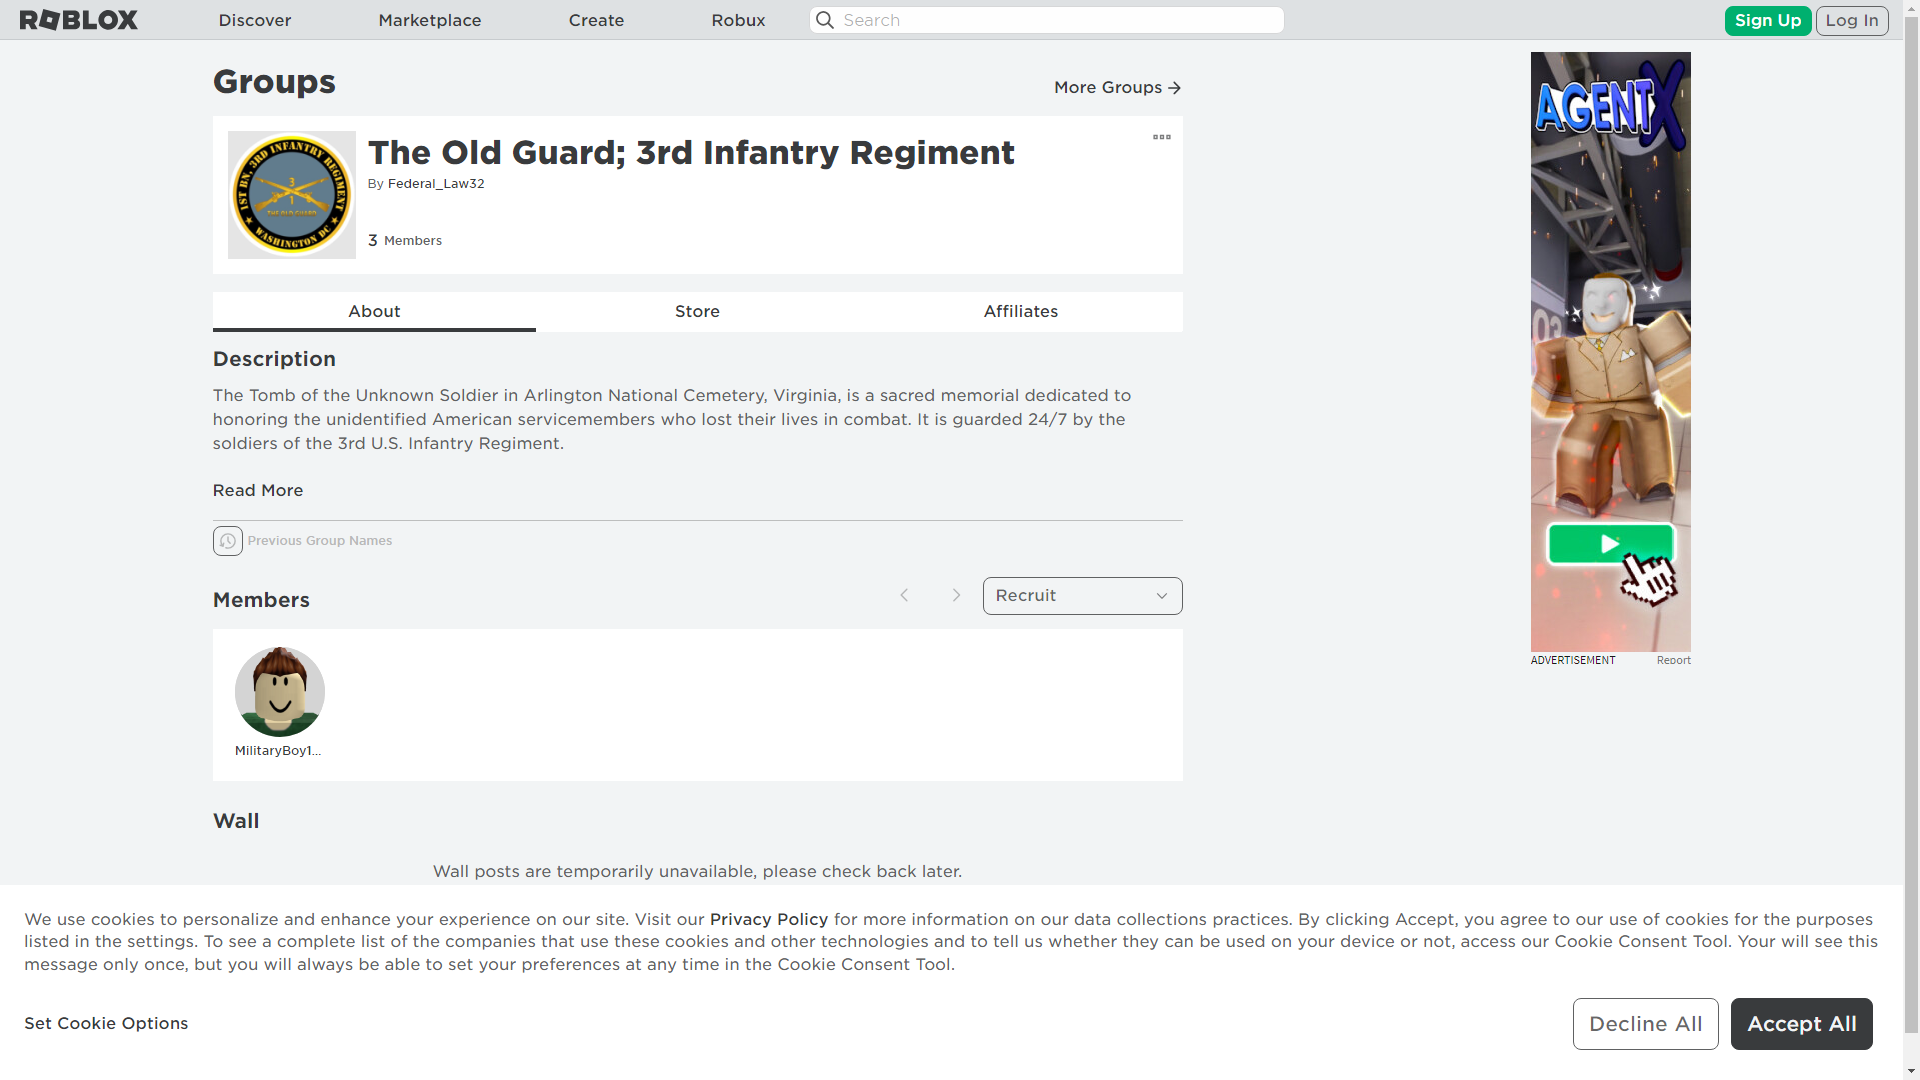 ROBLOX
Discover
Marketplace
Create
Robux
Search
Sign Up
Log In
Groups
More Groups
1ST BN, 3RD INFANTRY REGIMENT
3
1
THE OLD GUARD
WASHINGTON DC
The Old Guard; 3rd Infantry Regiment
By Federal_Law32
3 Members
About
Store
Affiliates
Description
The Tomb of the Unknown Soldier in Arlington National Cemetery, Virginia, is a sacred memorial dedicated to
honoring the unidentified American servicemembers who lost their lives in combat. It is guarded 24/7 by the
soldiers of the 3rd U.S. Infantry Regiment.
Read More
Previous Group Names
Members
Recruit
MilitaryBoy1...
Wall
Wall posts are temporarily unavailable, please check back later.
AGENT X
03
ADVERTISEMENT
Report
We use cookies to personalize and enhance your experience on our site. Visit our Privacy Policy for more information on our data collections practices. By clicking Accept, you agree to our use of cookies for the purposes
listed in the settings. To see a complete list of the companies that use these cookies and other technologies and to tell us whether they can be used on your device or not, access our Cookie Consent Tool. Your will see this
message only once, but you will always be able to set your preferences at any time in the Cookie Consent Tool.
Set Cookie Options
Decline All
Accept All